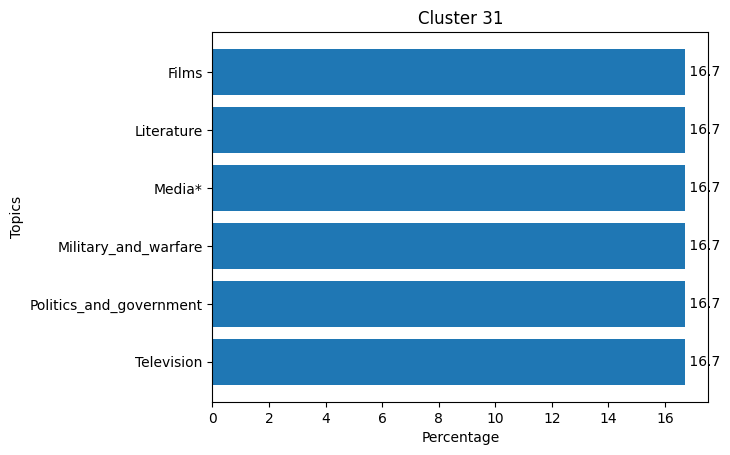 Cluster 31
Topics
Films 16.7
Literature 16.7
Media* 16.7
Military_and_warfare 16.7
Politics_and_government 16.7
Television 16.7
0 2 4 6 8 10 12 14 16
Percentage